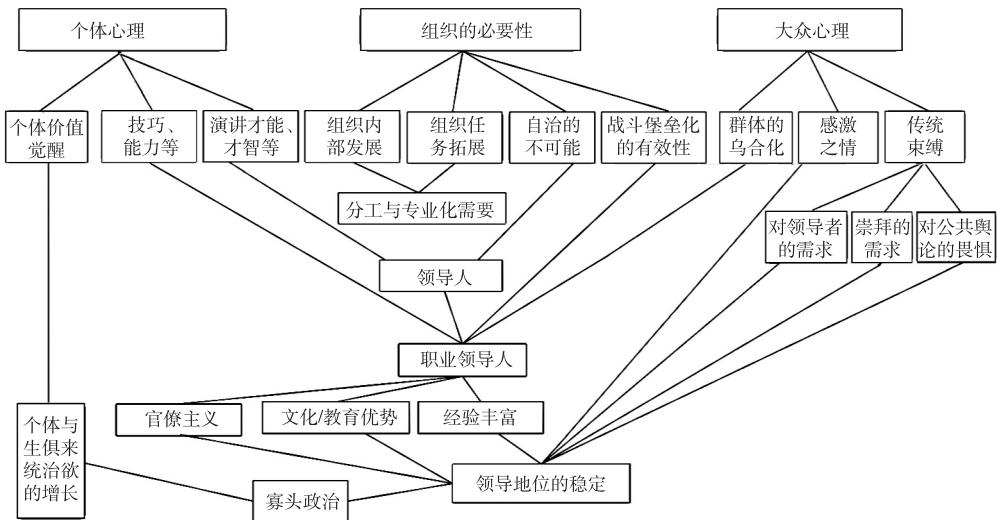 个体心理
组织的必要性
大众心理
个体价值
觉醒
技巧、
能力等
演讲才能、
才智等
组织内
部发展
组织任
务拓展
自治的
不可能
战斗堡垒化
的有效性
群体的
乌合化
感激
之情
传统
束缚
分工与专业化需要
对领导者
的需求
崇拜的
需求
对公共舆
论的畏惧
领导人
职业领导人
官僚主义
文化/教育优势
经验丰富
个体与
生俱来
统治欲
的增长
领导地位的稳定
寡头政治